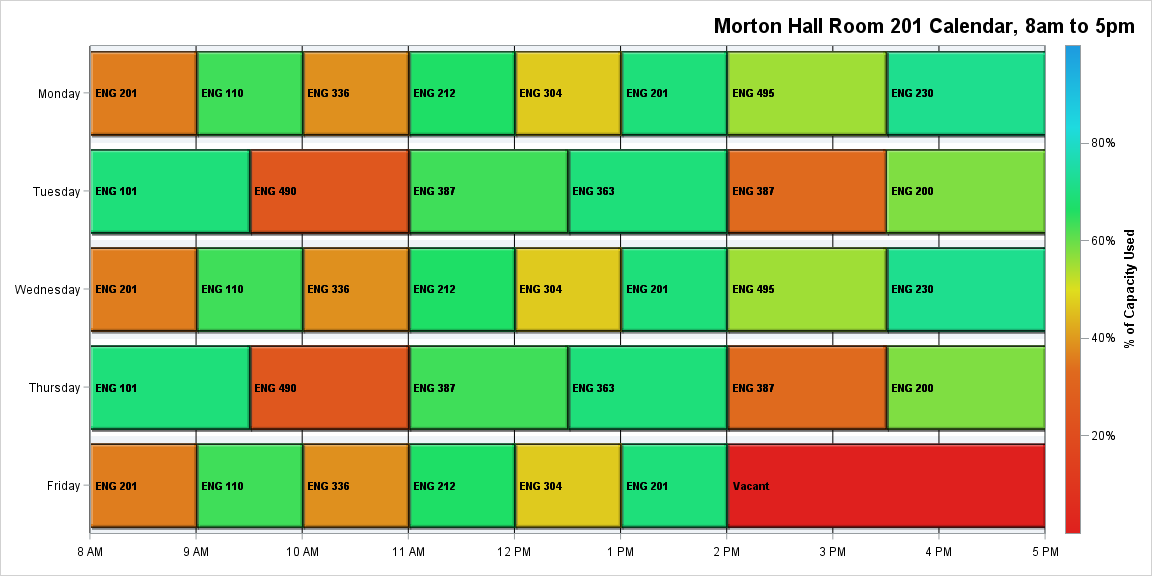 Morton Hall Room 201 Calendar, 8am to 5pm
Monday
ENG 201
ENG 110
ENG 336
ENG 212
ENG 304
ENG 201
ENG 495
ENG 230
Tuesday
ENG 101
ENG 490
ENG 387
ENG 363
ENG 387
ENG 200
Wednesday
ENG 201
ENG 110
ENG 336
ENG 212
ENG 304
ENG 201
ENG 495
ENG 230
Thursday
ENG 101
ENG 490
ENG 387
ENG 363
ENG 387
ENG 200
Friday
ENG 201
ENG 110
ENG 336
ENG 212
ENG 304
ENG 201
Vacant
8 AM
9 AM
10 AM
11 AM
12 PM
1 PM
2 PM
3 PM
4 PM
5 PM
80%
60%
40%
20%
% of Capacity Used